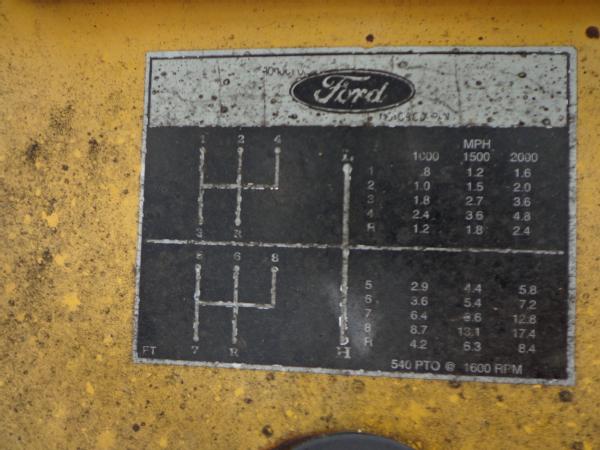 Ford
MPH
1000 1500 2000
1 2 4
L
1 .8 1.2 1.6
2 1.0 1.5 2.0
3 1.8 2.7 3.6
4 2.4 3.6 4.8
3 R
R 1.2 1.8 2.4
6 8
5 2.9 4.4 5.8
6 3.6 5.4 7.2
7 6.4 9.6 12.8
8 8.7 13.1 17.4
FT 7 R H
R 4.2 6.3 8.4
540 PTO @ 1600 RPM